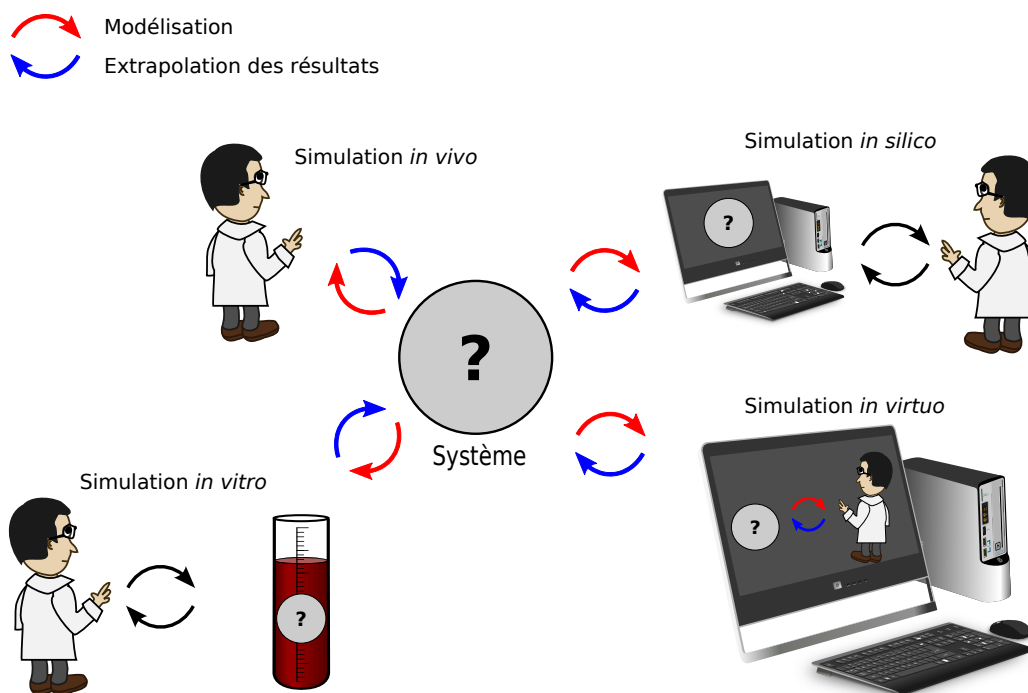 Modélisation
Extrapolation des résultats
Simulation in vivo
Simulation in silico
?
?
Système
Simulation in virtuo
Simulation in vitro
?
?